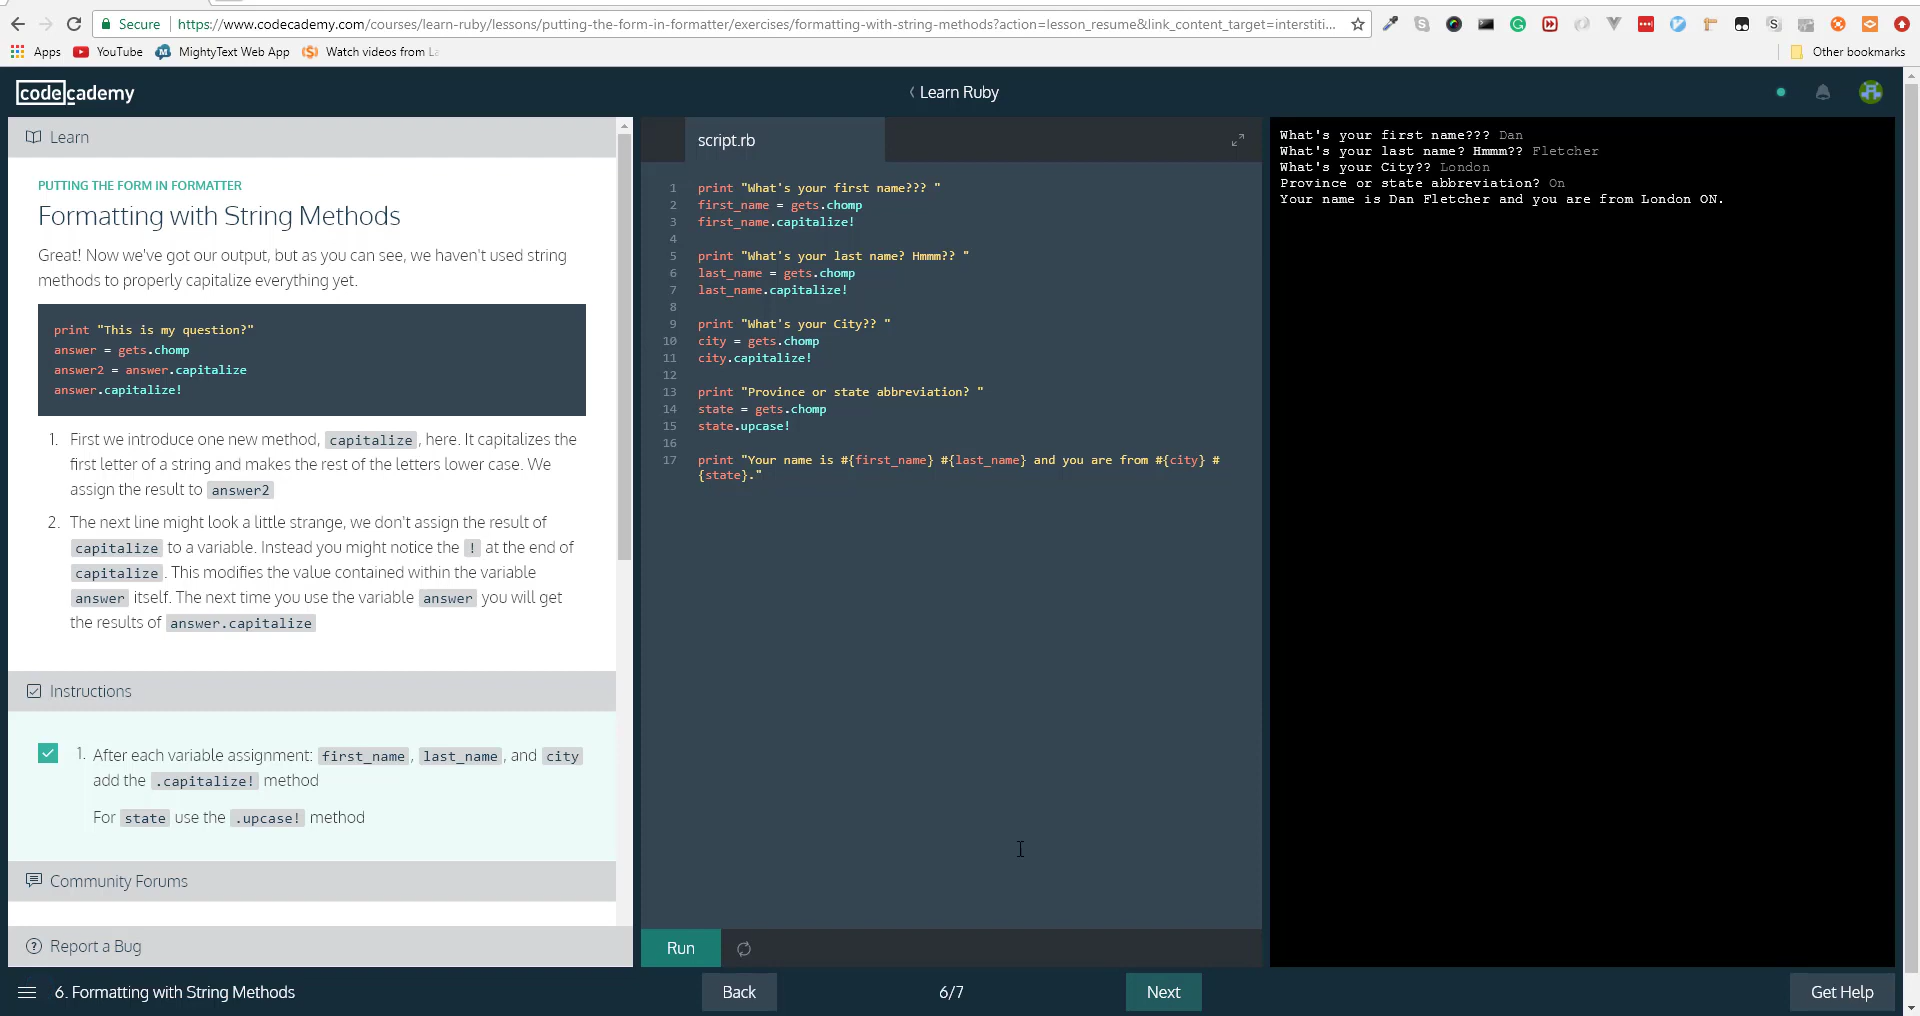 Secure https://www.codecademy.com/courses/learn-ruby/lessons/putting-the-form-in-formatter/exercises/formatting-with-string-methods?action=lesson_resume&link_content_target=interstiti...
Apps YouTube MightyText Web App Watch videos from Other bookmarks
codecademy
Learn Ruby
Learn
PUTTING THE FORM IN FORMATTER
Formatting with String Methods
Great! Now we've got our output, but as you can see, we haven't used string
methods to properly capitalize everything yet.
print "This is my question?"
answer = gets.chomp
answer2 = answer.capitalize
answer.capitalize!
1. First we introduce one new method, capitalize, here. It capitalizes the
first letter of a string and makes the rest of the letters lower case. We
assign the result to answer2
2. The next line might look a little strange, we don't assign the result of
capitalize to a variable. Instead you might notice the ! at the end of
capitalize. This modifies the value contained within the variable
answer itself. The next time you use the variable answer you will get
the results of answer.capitalize
Instructions
1. After each variable assignment: first_name, last_name, and city
add the .capitalize! method
For state use the .upcase! method
Community Forums
Report a Bug
script.rb
1 print "What's your first name??? "
2 first_name = gets.chomp
3 first_name.capitalize!
4
5 print "What's your last name? Hmmm?? "
6 last_name = gets.chomp
7 last_name.capitalize!
8
9 print "What's your City?? "
10 city = gets.chomp
11 city.capitalize!
12
13 print "Province or state abbreviation? "
14 state = gets.chomp
15 state.upcase!
16
17 print "Your name is #{first_name} #{last_name} and you are from #{city} #
{state}."
Run
What's your first name??? Dan
What's your last name? Hmmm?? Fletcher
What's your City?? London
Province or state abbreviation? On
Your name is Dan Fletcher and you are from London ON.
6. Formatting with String Methods
Back
6/7
Next
Get Help